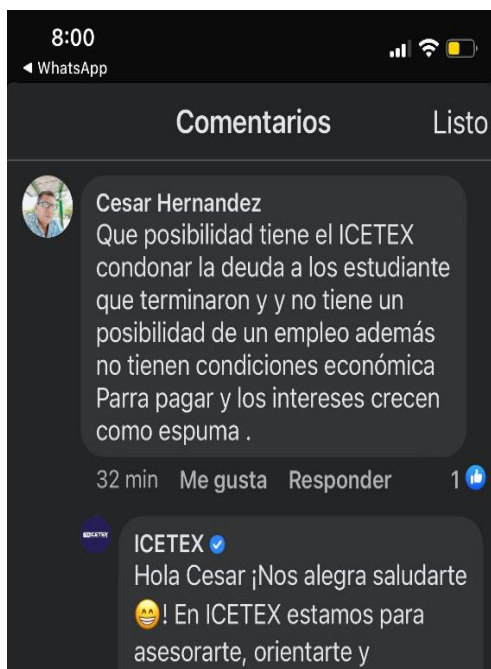 8:00
◀ WhatsApp
Comentarios
Listo
Cesar Hernandez
Que posibilidad tiene el ICETEX
condonar la deuda a los estudiante
que terminaron y y no tiene un
posibilidad de un empleo además
no tienen condiciones económica
Parra pagar y los intereses crecen
como espuma .
32 min Me gusta Responder 1
ICETEX
ICETEX
Hola Cesar ¡Nos alegra saludarte
😁! En ICETEX estamos para
asesorarte, orientarte y